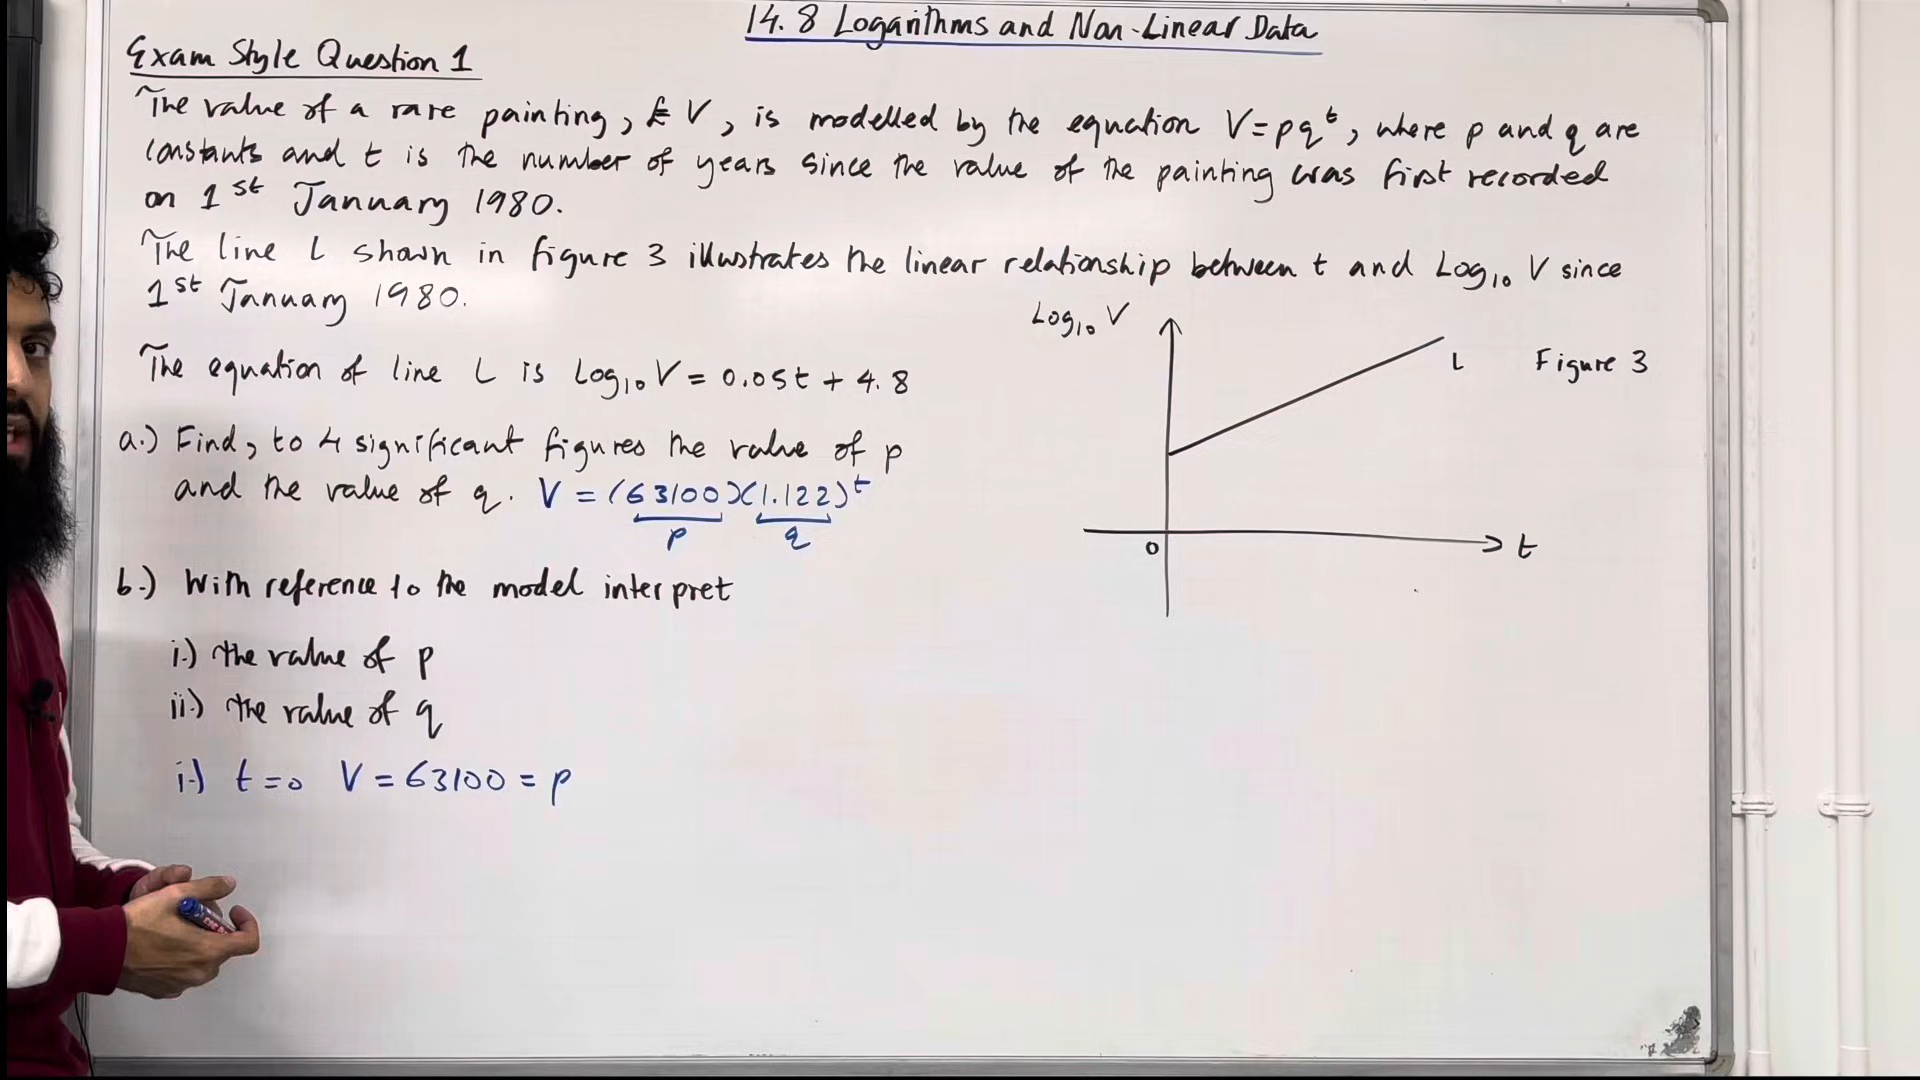 14.8 Logarithms and Non-Linear Data
Exam Style Question 1
The value of a rare painting, £V, is modelled by the equation V=pq^t, where p and q are
constants and t is the number of years since the value of the painting was first recorded
on 1st January 1980.
The line L shown in figure 3 illustrates the linear relationship between t and Log₁₀ V since
1st January 1980.
Log₁₀ V
L
Figure 3
0
t
The equation of line L is Log₁₀ V = 0.05t + 4.8
a.) Find, to 4 significant figures the value of p
and the value of q. V = (63100)(1.122)^t
p q
b.) With reference to the model interpret
i.) the value of p
ii.) the value of q
i.) t=0 V = 63100 = p